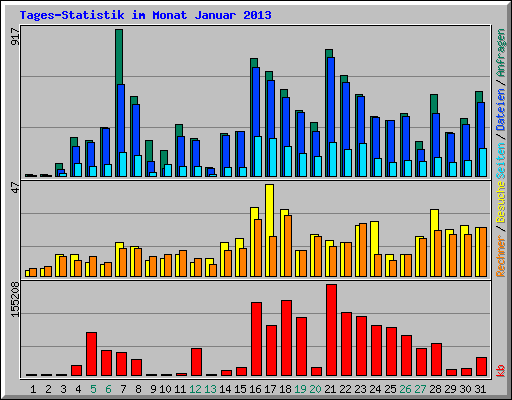 Tages-Statistik im Monat Januar 2013
917
47
155208
Rechner / Besuche Seiten / Dateien / Anfragen
kb
1 2 3 4 5 6 7 8 9 10 11 12 13 14 15 16 17 18 19 20 21 22 23 24 25 26 27 28 29 30 31